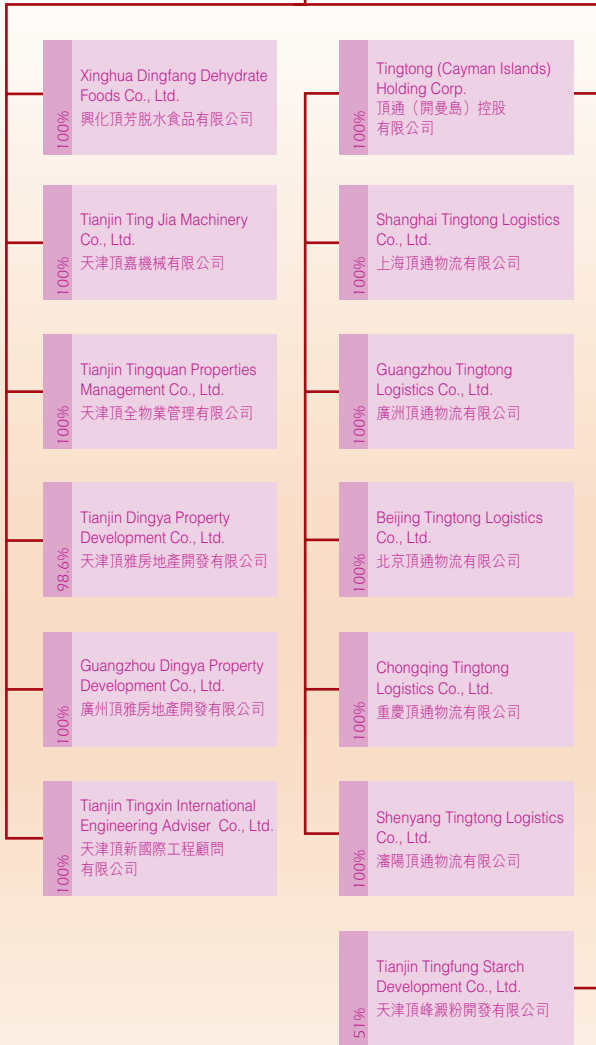 100%
Xinghua Dingfang Dehydrate
Foods Co., Ltd.
興化頂芳脱水食品有限公司
100%
Tianjin Ting Jia Machinery
Co., Ltd.
天津頂嘉機械有限公司
100%
Tianjin Tingquan Properties
Management Co., Ltd.
天津頂全物業管理有限公司
98.6%
Tianjin Dingya Property
Development Co., Ltd.
天津頂雅房地產開發有限公司
100%
Guangzhou Dingya Property
Development Co., Ltd.
廣州頂雅房地產開發有限公司
100%
Tianjin Tingxin International
Engineering Adviser Co., Ltd.
天津頂新國際工程顧問
有限公司
100%
Tingtong (Cayman Islands)
Holding Corp.
頂通（開曼島）控股
有限公司
100%
Shanghai Tingtong Logistics
Co., Ltd.
上海頂通物流有限公司
100%
Guangzhou Tingtong
Logistics Co., Ltd.
廣洲頂通物流有限公司
100%
Beijing Tingtong Logistics
Co., Ltd.
北京頂通物流有限公司
100%
Chongqing Tingtong
Logistics Co., Ltd.
重慶頂通物流有限公司
100%
Shenyang Tingtong Logistics
Co., Ltd.
瀋陽頂通物流有限公司
51%
Tianjin Tingfung Starch
Development Co., Ltd.
天津頂峰澱粉開發有限公司